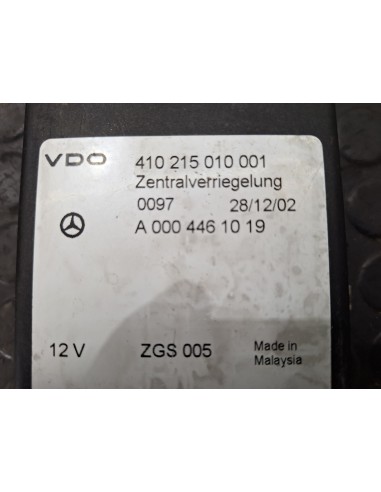 VDO 410 215 010 001
Zentralverriegelung
0097 28/12/02
A 000 446 10 19
12 V ZGS 005 Made in
Malaysia